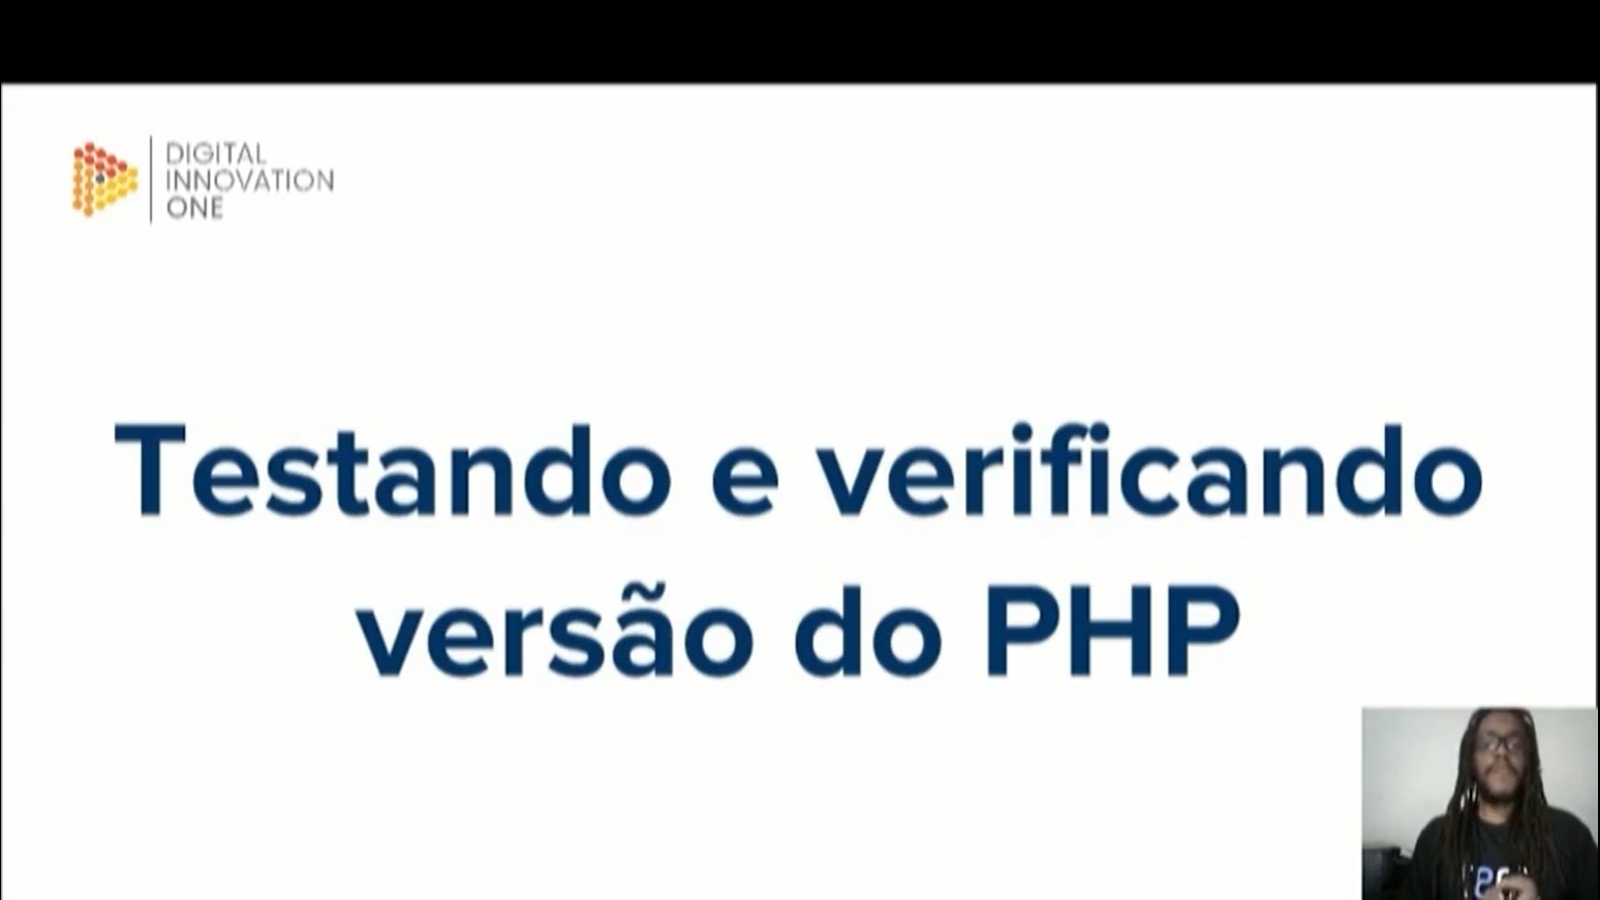 DIGITAL
INNOVATION
ONE
Testando e verificando
versão do PHP